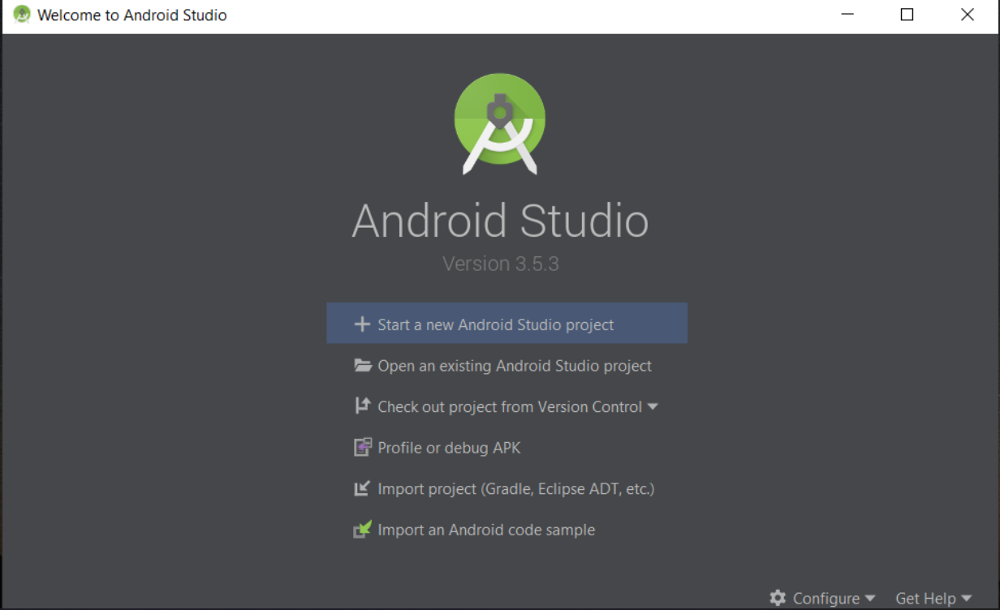 Welcome to Android Studio
Android Studio
Version 3.5.3
Start a new Android Studio project
Open an existing Android Studio project
Check out project from Version Control
Profile or debug APK
Import project (Gradle, Eclipse ADT, etc.)
Import an Android code sample
Configure Get Help